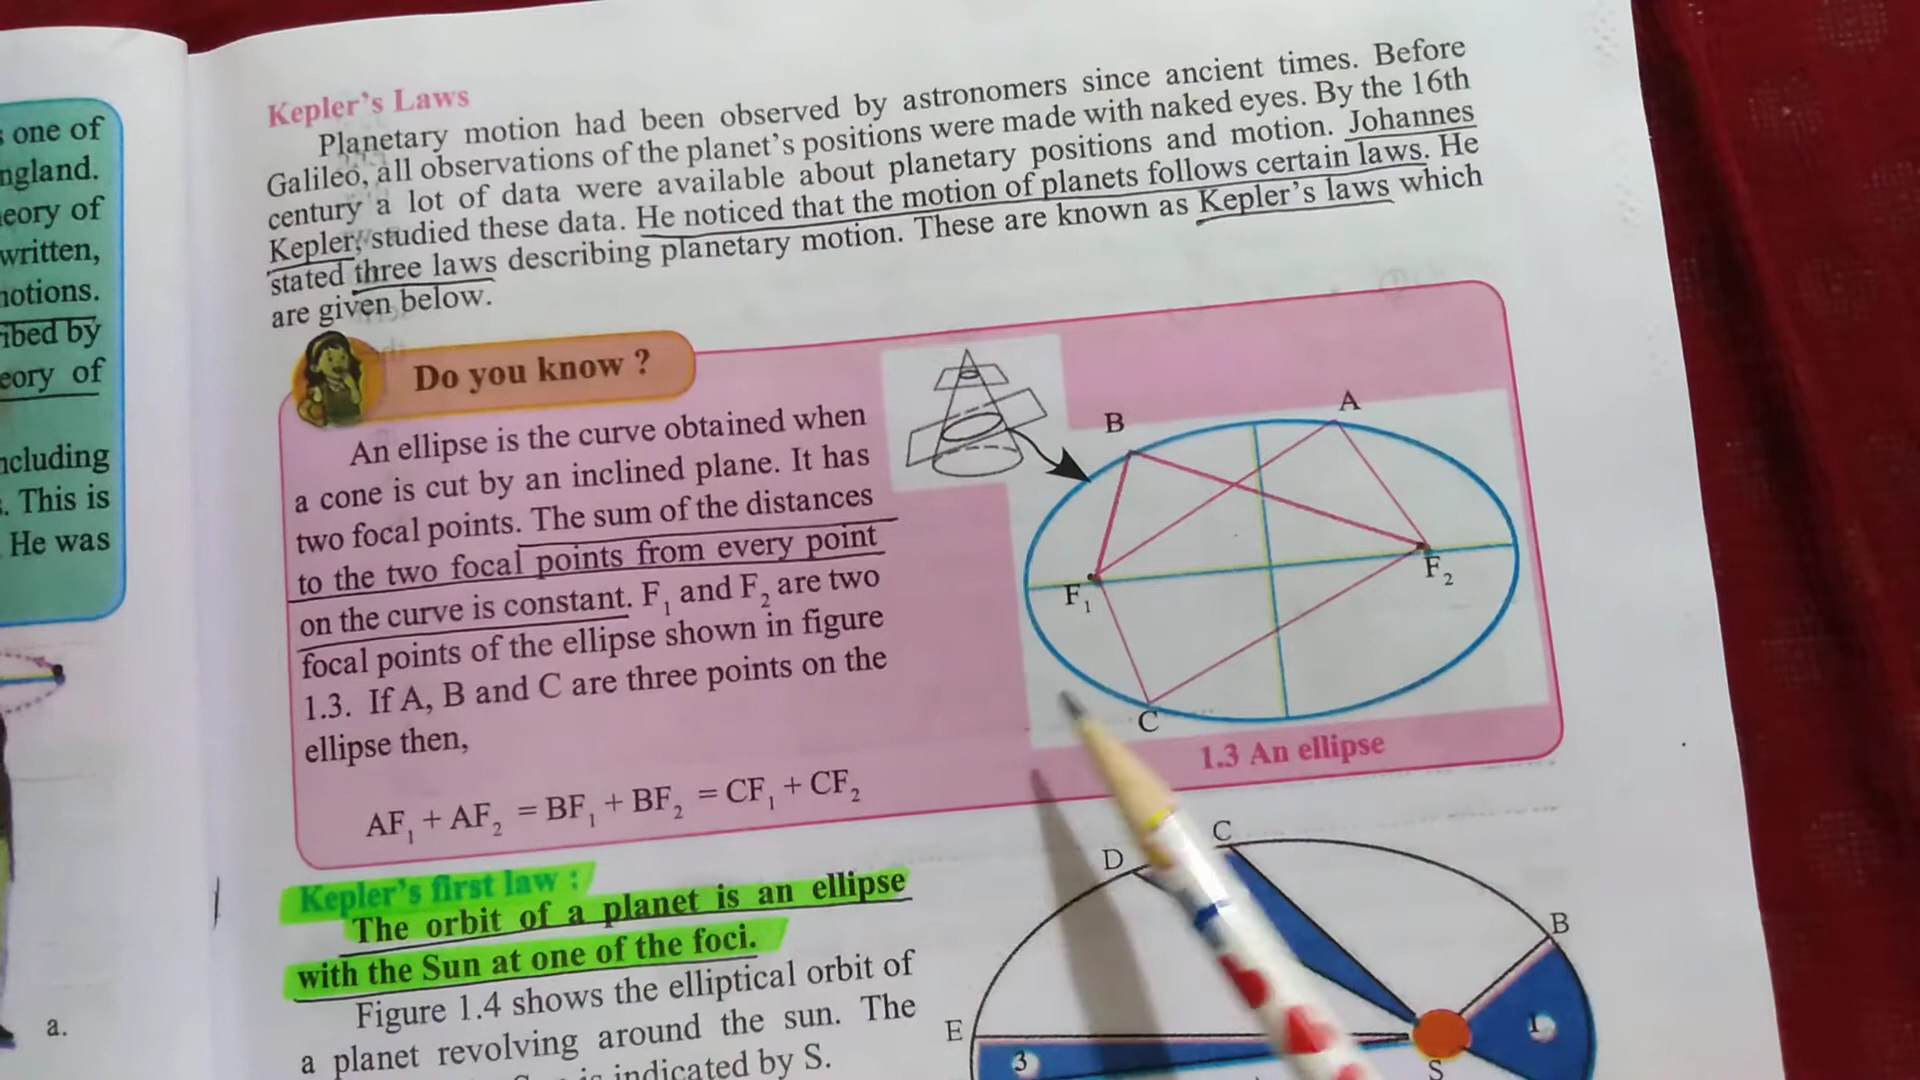 one of
ngland.
eory of
written,
notions.
ibed by
eory of
ncluding
. This is
He was
a.
Kepler's Laws
Planetary motion had been observed by astronomers since ancient times. Before
Galileo, all observations of the planet's positions were made with naked eyes. By the 16th
century a lot of data were available about planetary positions and motion. Johannes
Kepler, studied these data. He noticed that the motion of planets follows certain laws. He
stated three laws describing planetary motion. These are known as Kepler's laws which
are given below.
Do you know ?
An ellipse is the curve obtained when
a cone is cut by an inclined plane. It has
two focal points. The sum of the distances
to the two focal points from every point
on the curve is constant. F₁ and F₂ are two
focal points of the ellipse shown in figure
1.3. If A, B and C are three points on the
ellipse then,
AF₁ + AF₂ = BF₁ + BF₂ = CF₁ + CF₂
A
B
F₁
F₂
C
1.3 An ellipse
Kepler's first law :
The orbit of a planet is an ellipse
with the Sun at one of the foci.
Figure 1.4 shows the elliptical orbit of
a planet revolving around the sun. The
is indicated by S.
C
D
B
E
1
3
S